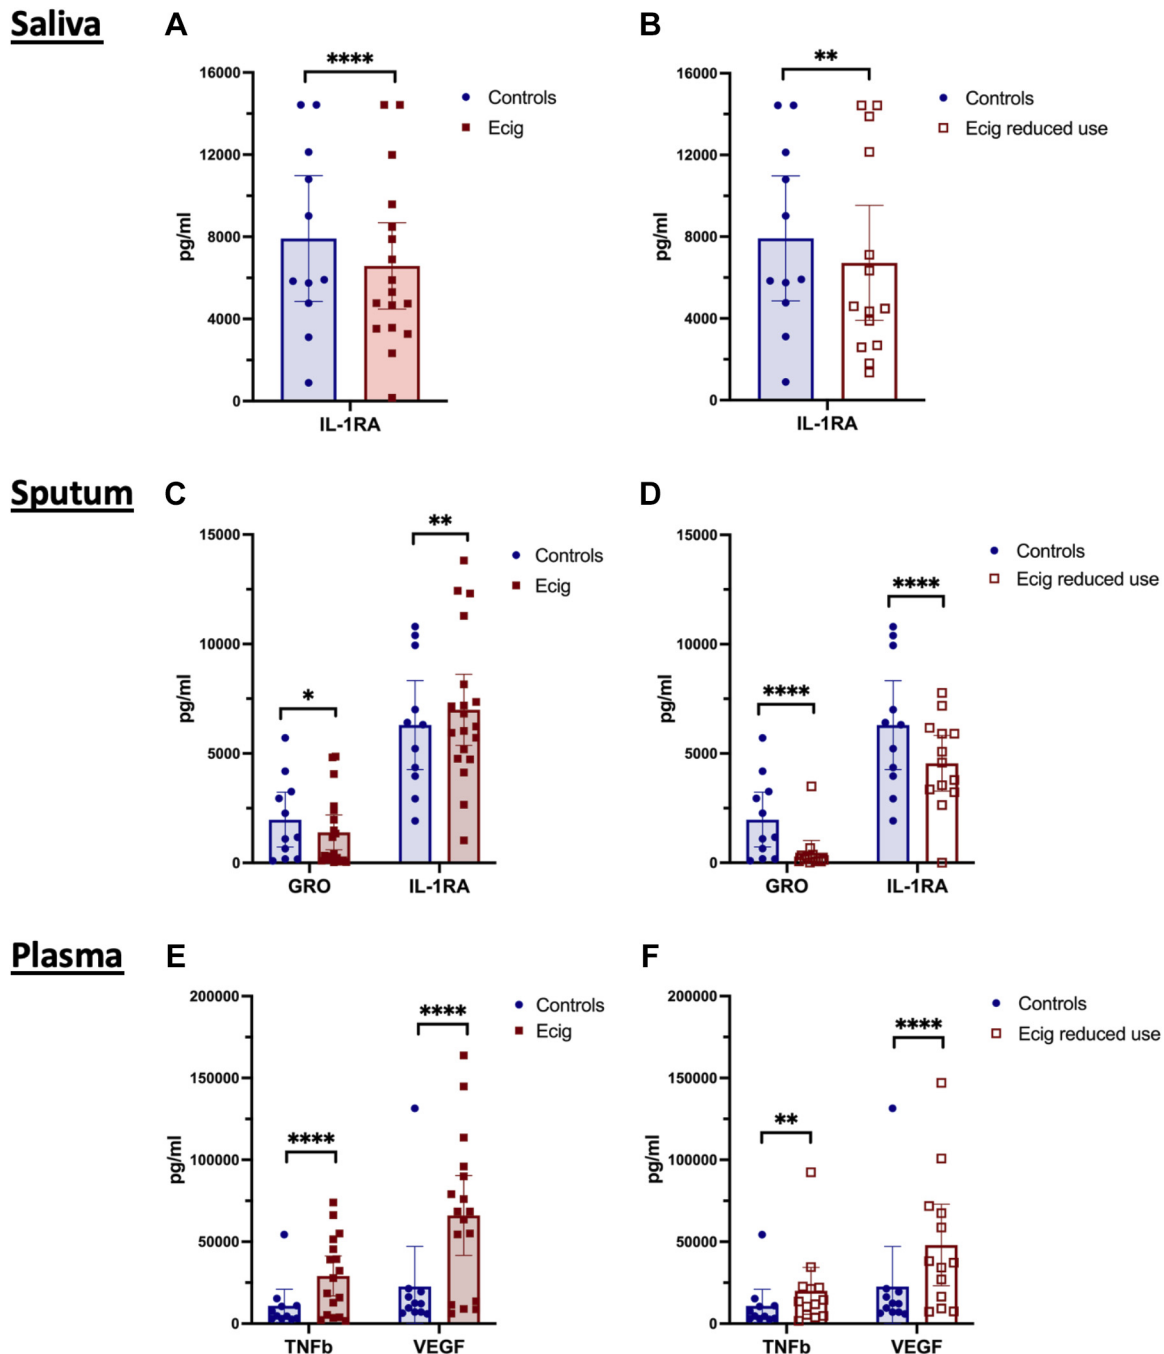 Saliva
A
****
16000
12000
8000
4000
0
pg/ml
IL-1RA
Controls
Ecig
B
**
16000
12000
8000
4000
0
pg/ml
IL-1RA
Controls
Ecig reduced use
Sputum
C
**
*
15000
10000
5000
0
pg/ml
GRO
IL-1RA
Controls
Ecig
D
****
****
15000
10000
5000
0
pg/ml
GRO
IL-1RA
Controls
Ecig reduced use
Plasma
E
****
****
200000
150000
100000
50000
0
pg/ml
TNFb
VEGF
Controls
Ecig
F
****
**
200000
150000
100000
50000
0
pg/ml
TNFb
VEGF
Controls
Ecig reduced use